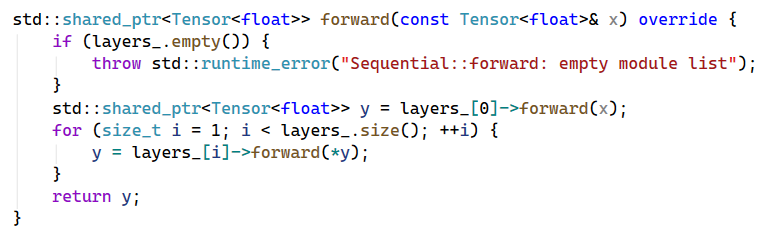 std::shared_ptr<Tensor<float>> forward(const Tensor<float>& x) override {
    if (layers_.empty()) {
        throw std::runtime_error("Sequential::forward: empty module list");
    }
    std::shared_ptr<Tensor<float>> y = layers_[0]->forward(x);
    for (size_t i = 1; i < layers_.size(); ++i) {
        y = layers_[i]->forward(*y);
    }
    return y;
}